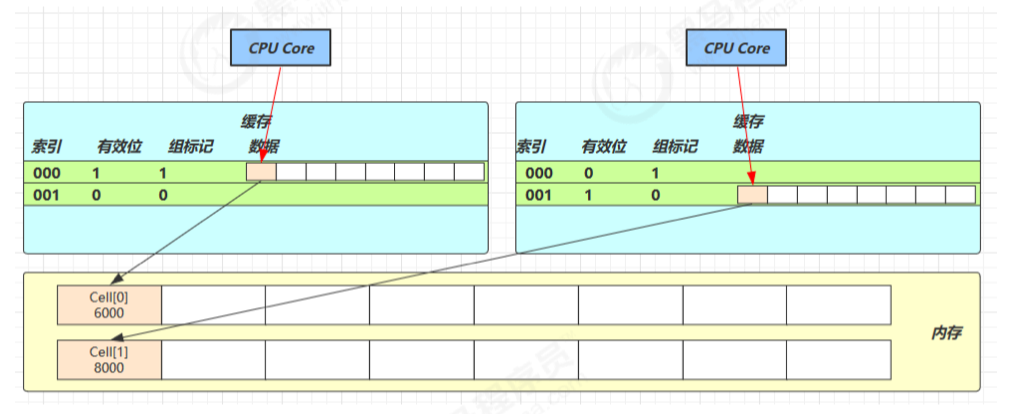 CPU Core
CPU Core
缓存
索引 有效位 组标记 数据
000 1 1
001 0 0
缓存
索引 有效位 组标记 数据
000 0 1
001 1 0
Cell[0]
6000
Cell[1]
8000
内存